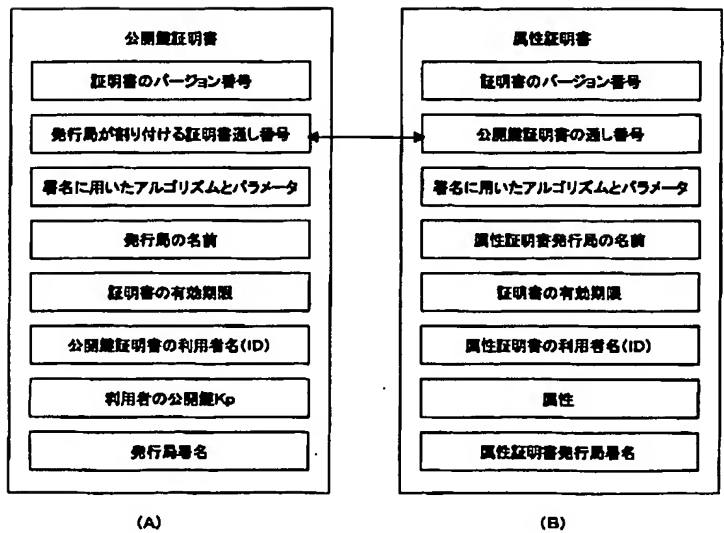 公開鍵証明書
証明書のバージョン番号
発行局が割り付ける証明書通し番号
署名に用いたアルゴリズムとパラメータ
発行局の名前
証明書の有効期限
公開鍵証明書の利用者名(ID)
利用者の公開鍵Kp
発行局署名
(A)
属性証明書
証明書のバージョン番号
公開鍵証明書の通し番号
署名に用いたアルゴリズムとパラメータ
属性証明書発行局の名前
証明書の有効期限
属性証明書の利用者名(ID)
属性
属性証明書発行局署名
(B)